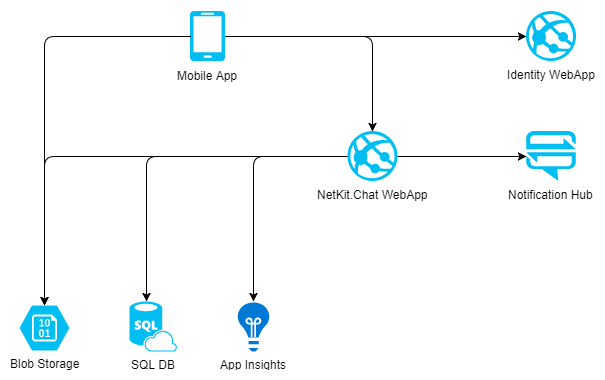 Mobile App
Identity WebApp
NetKit.Chat WebApp
Notification Hub
10
01
SQL
Blob Storage
SQL DB
App Insights